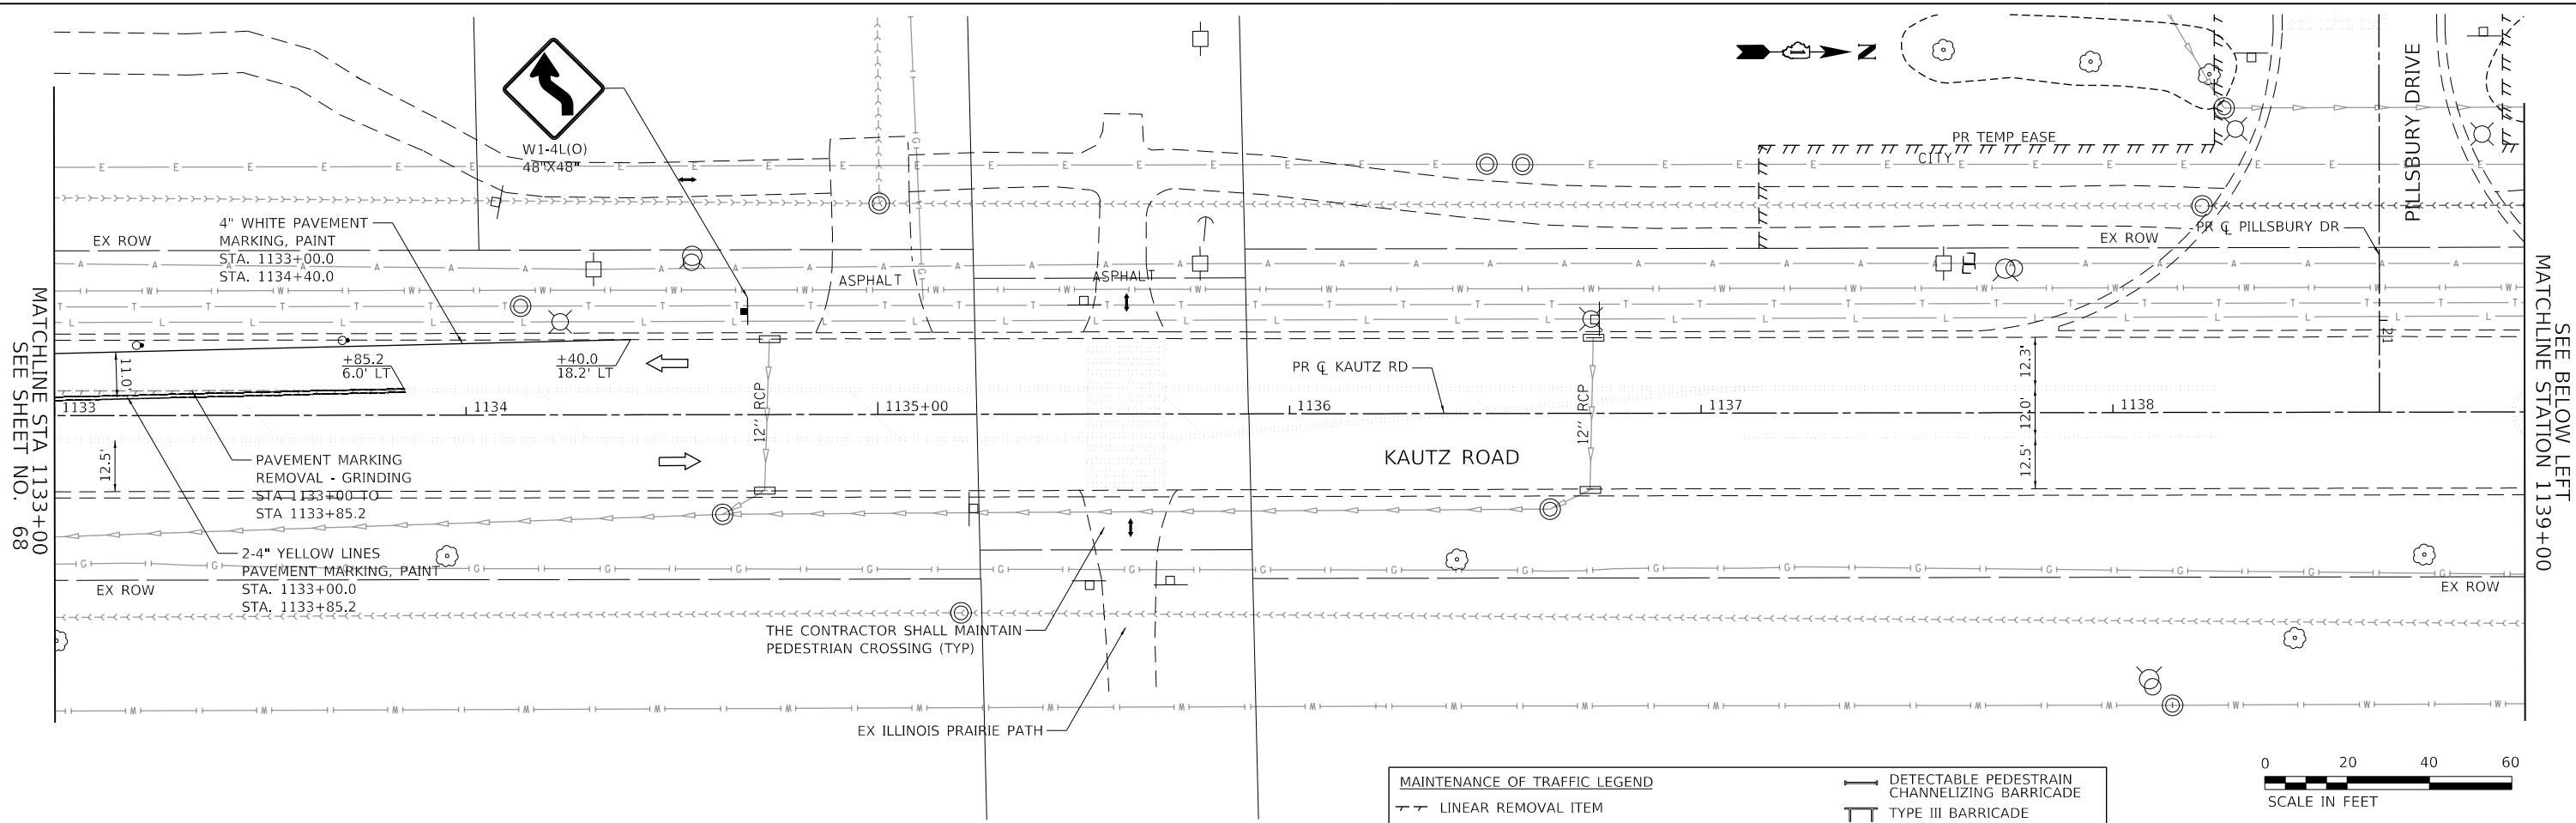 N
PILLSBURY DRIVE
W1-4L(O)
48"X48"
PR TEMP EASE
CITY
4" WHITE PAVEMENT
MARKING, PAINT
STA. 1133+00.0
STA. 1134+40.0
EX ROW
EX ROW
PR ℄ PILLSBURY DR
ASPHALT
ASPHALT
MATCHLINE STA 1133+00
SEE SHEET NO. 68
11.0'
+85.2
6.0' LT
+40.0
18.2' LT
12" RCP
PR ℄ KAUTZ RD
12" RCP
12.3'
12.0'
12.5'
21
1133
1134
1135+00
1136
1137
1138
12.5'
KAUTZ ROAD
PAVEMENT MARKING
REMOVAL - GRINDING
STA 1133+00 TO
STA 1133+85.2
2-4" YELLOW LINES
PAVEMENT MARKING, PAINT
STA. 1133+00.0
STA. 1133+85.2
EX ROW
EX ROW
SEE BELOW LEFT
MATCHLINE STATION 1139+00
THE CONTRACTOR SHALL MAINTAIN
PEDESTRIAN CROSSING (TYP)
EX ILLINOIS PRAIRIE PATH
MAINTENANCE OF TRAFFIC LEGEND
LINEAR REMOVAL ITEM
DETECTABLE PEDESTRAIN
CHANNELIZING BARRICADE
TYPE III BARRICADE
0 20 40 60
SCALE IN FEET